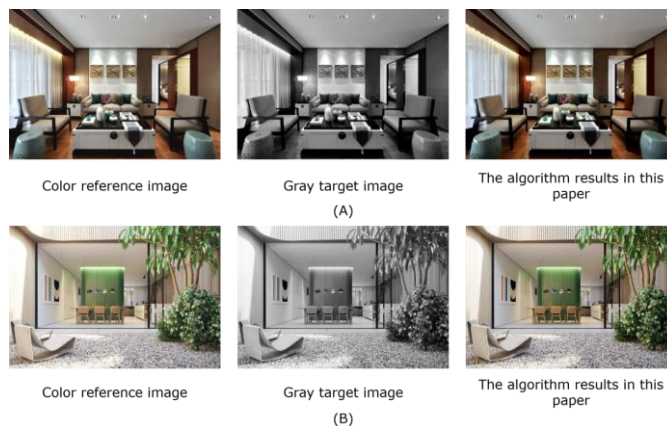 Color reference image
Gray target image
The algorithm results in this
paper
(A)
Color reference image
Gray target image
The algorithm results in this
paper
(B)